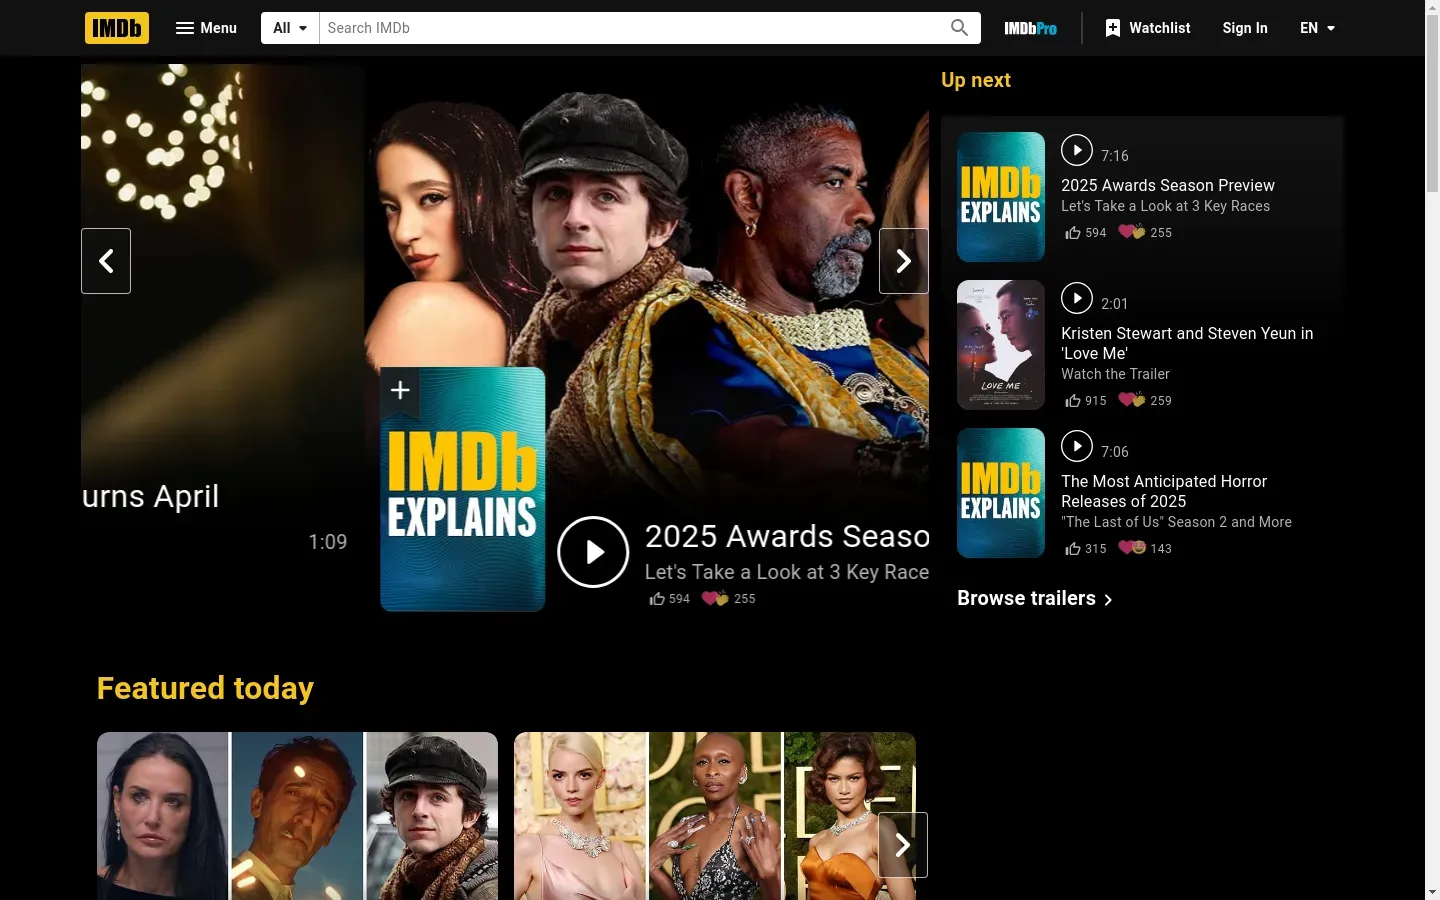 IMDb
Menu
All
Search IMDb
IMDbPro
Watchlist
Sign In
EN
urns April
1:09
IMDb
EXPLAINS
2025 Awards Seaso
Let's Take a Look at 3 Key Race
594
255
Up next
IMDb
EXPLAINS
7:16
2025 Awards Season Preview
Let's Take a Look at 3 Key Races
594
255
LOVE ME
2:01
Kristen Stewart and Steven Yeun in
'Love Me'
Watch the Trailer
915
259
IMDb
EXPLAINS
7:06
The Most Anticipated Horror
Releases of 2025
"The Last of Us" Season 2 and More
315
143
Browse trailers
Featured today